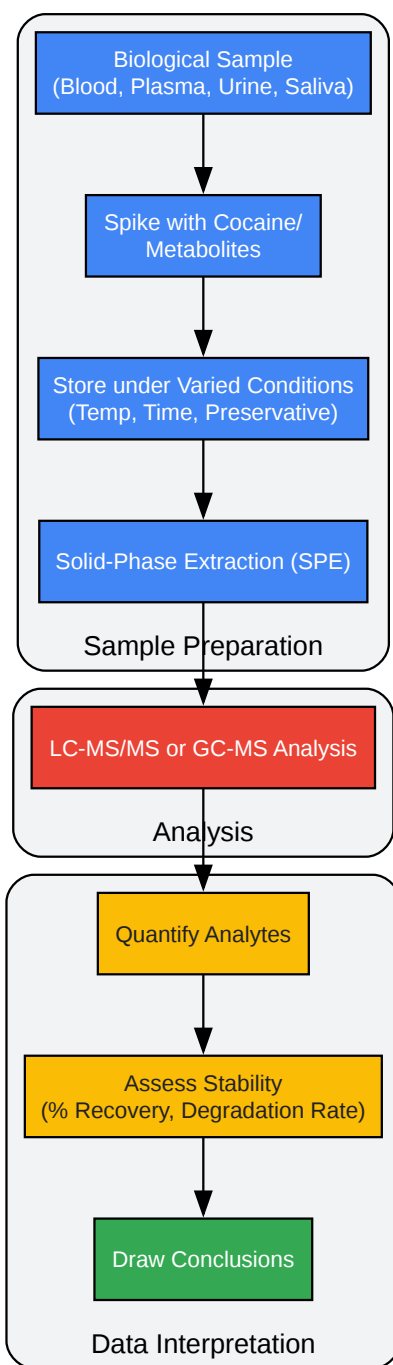 Biological Sample
(Blood, Plasma, Urine, Saliva)
Spike with Cocaine/
Metabolites
Store under Varied Conditions
(Temp, Time, Preservative)
Solid-Phase Extraction (SPE)
Sample Preparation
LC-MS/MS or GC-MS Analysis
Analysis
Quantify Analytes
Assess Stability
(% Recovery, Degradation Rate)
Draw Conclusions
Data Interpretation